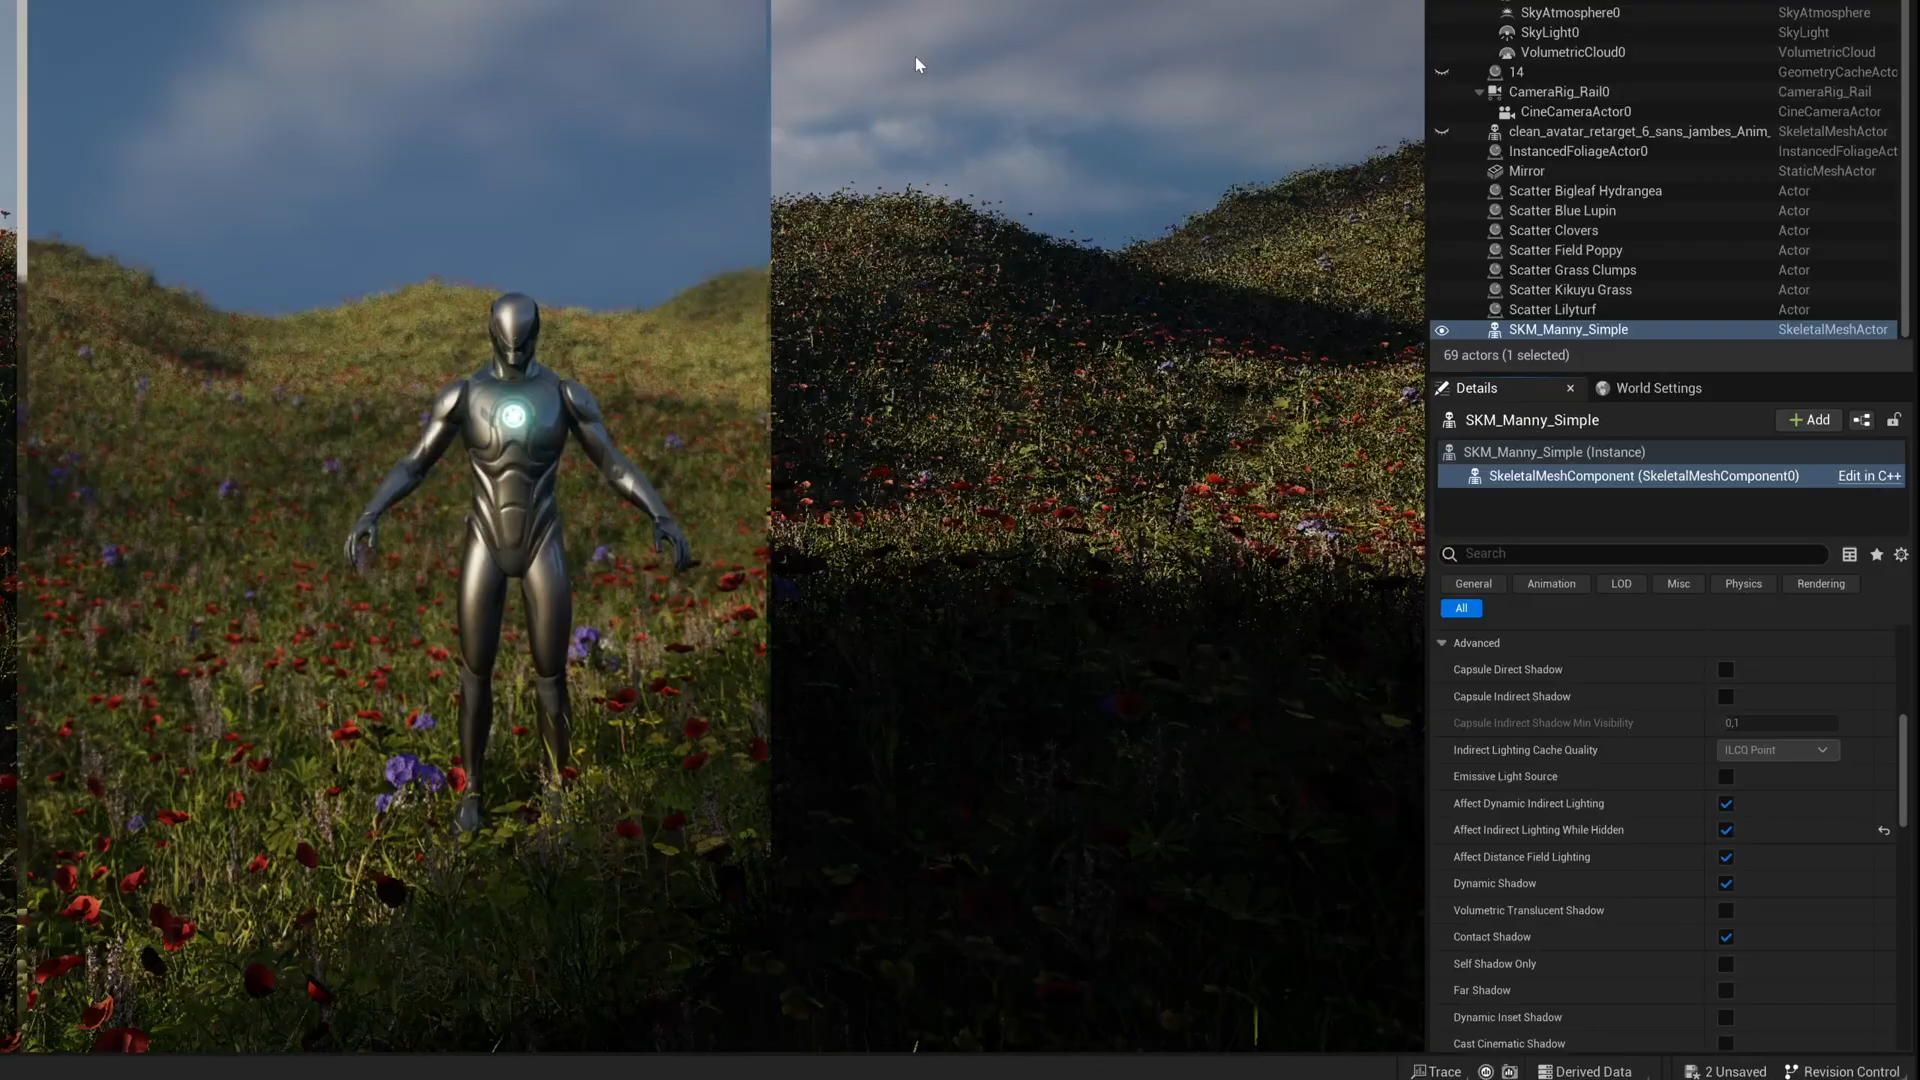 SkyAtmosphere0 SkyAtmosphere
SkyLight0 SkyLight
VolumetricCloud0 VolumetricCloud
14 GeometryCacheActo
CameraRig_Rail0 CameraRig_Rail
CineCameraActor0 CineCameraActor
clean_avatar_retarget_6_sans_jambes_Anim_ SkeletalMeshActor
InstancedFoliageActor0 InstancedFoliageAct
Mirror StaticMeshActor
Scatter Bigleaf Hydrangea Actor
Scatter Blue Lupin Actor
Scatter Clovers Actor
Scatter Field Poppy Actor
Scatter Grass Clumps Actor
Scatter Kikuyu Grass Actor
Scatter Lilyturf Actor
SKM_Manny_Simple SkeletalMeshActor
69 actors (1 selected)
Details World Settings
SKM_Manny_Simple Add
SKM_Manny_Simple (Instance)
SkeletalMeshComponent (SkeletalMeshComponent0) Edit in C++
Search
General Animation LOD Misc Physics Rendering
All
Advanced
Capsule Direct Shadow
Capsule Indirect Shadow
Capsule Indirect Shadow Min Visibility 0,1
Indirect Lighting Cache Quality ILCQ Point
Emissive Light Source
Affect Dynamic Indirect Lighting
Affect Indirect Lighting While Hidden
Affect Distance Field Lighting
Dynamic Shadow
Volumetric Translucent Shadow
Contact Shadow
Self Shadow Only
Far Shadow
Dynamic Inset Shadow
Cast Cinematic Shadow
Trace Derived Data 2 Unsaved Revision Control